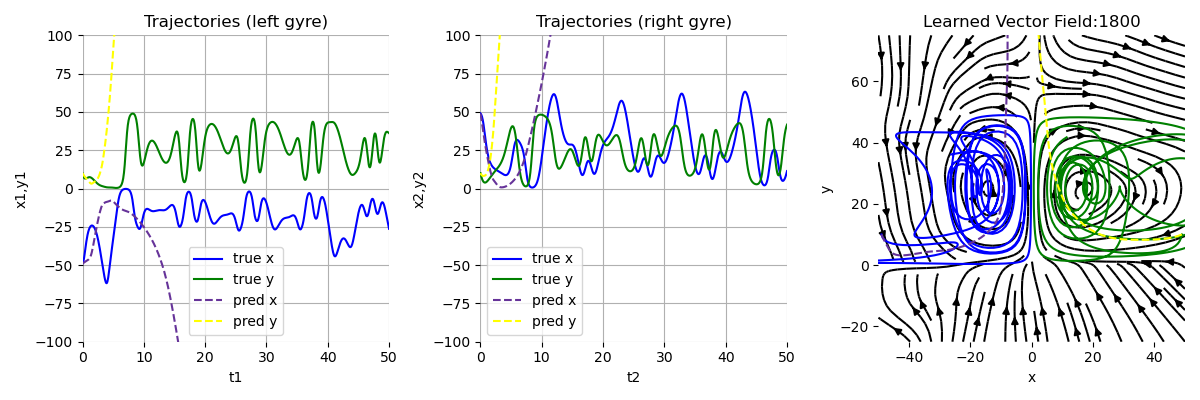 Trajectories (left gyre)
x1,y1
100
75
50
25
0
−25
−50
−75
−100
0
10
20
30
40
50
t1
true x
true y
pred x
pred y
Trajectories (right gyre)
x2,y2
100
75
50
25
0
−25
−50
−75
−100
0
10
20
30
40
50
t2
true x
true y
pred x
pred y
Learned Vector Field:1800
y
60
40
20
0
−20
−40
−20
0
20
40
x